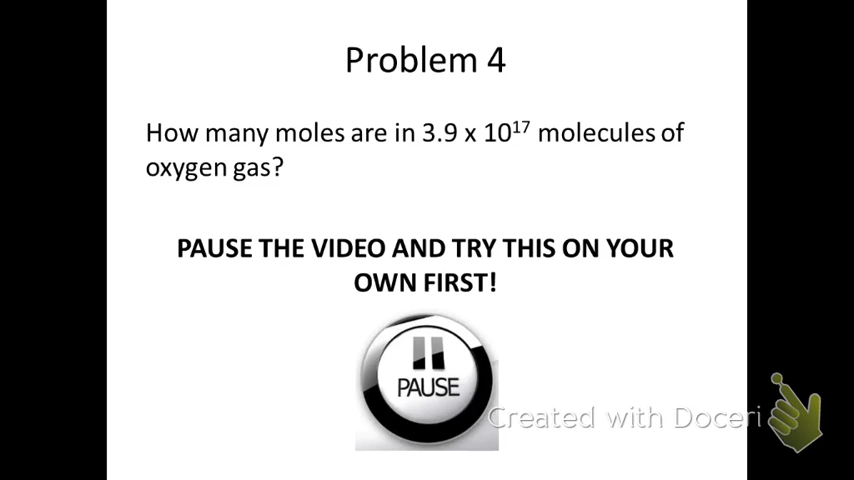 Problem 4
How many moles are in 3.9 x 10¹⁷ molecules of
oxygen gas?
PAUSE THE VIDEO AND TRY THIS ON YOUR
OWN FIRST!
PAUSE
Created with Doceri